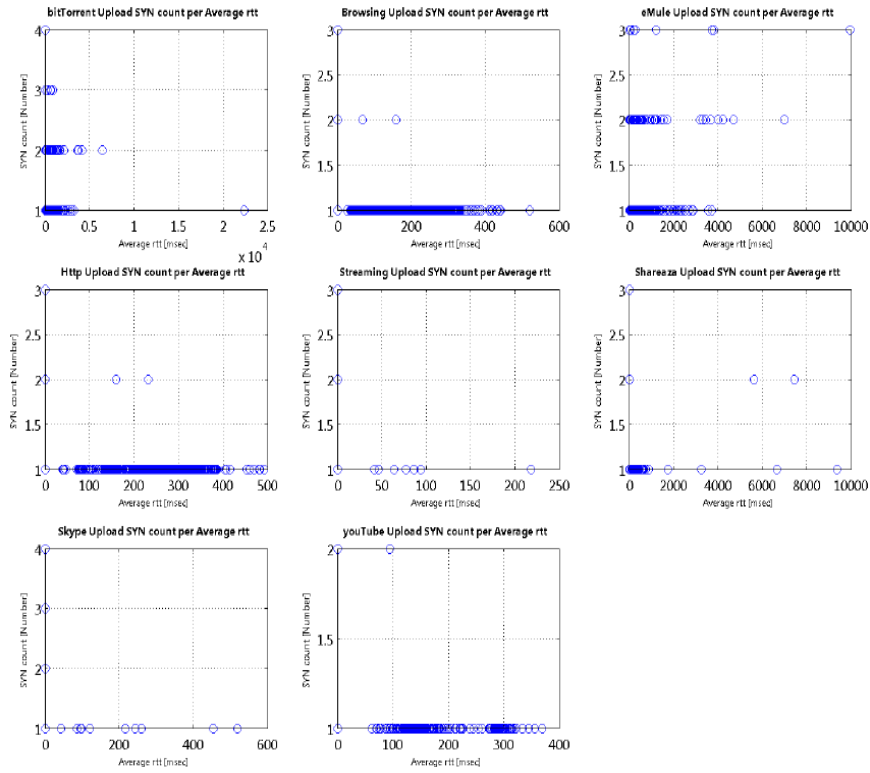 bitTorrent Upload SYN count per Average rtt
4
3
2
1
SYN count [Number]
0 0.5 1 1.5 2 2.5
Average rtt [msec]
x 10^4
Browsing Upload SYN count per Average rtt
3
2.5
2
1.5
1
SYN count [Number]
0 200 400 600
Average rtt [msec]
eMule Upload SYN count per Average rtt
3
2.5
2
1.5
1
SYN count [Number]
0 2000 4000 6000 8000 10000
Average rtt [msec]
Http Upload SYN count per Average rtt
3
2.5
2
1.5
1
SYN count [Number]
0 100 200 300 400 500
Average rtt [msec]
Streaming Upload SYN count per Average rtt
3
2.5
2
1.5
1
SYN count [Number]
0 50 100 150 200 250
Average rtt [msec]
Shareaza Upload SYN count per Average rtt
3
2.5
2
1.5
1
SYN count [Number]
0 2000 4000 6000 8000 10000
Average rtt [msec]
Skype Upload SYN count per Average rtt
4
3
2
1
SYN count [Number]
0 200 400 600
Average rtt [msec]
youTube Upload SYN count per Average rtt
2
1.5
1
SYN count [Number]
0 100 200 300 400
Average rtt [msec]